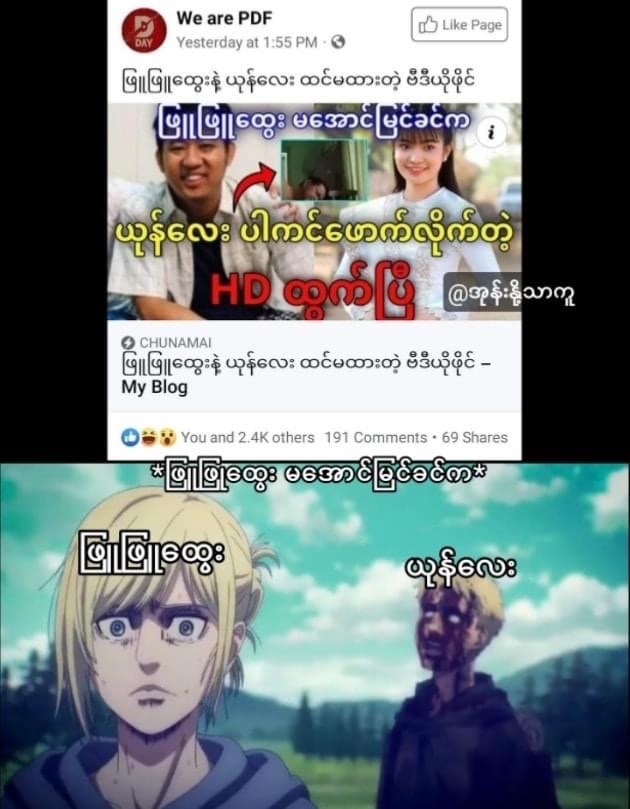 We are PDF
Yesterday at 1:55 PM ·
Like Page
D
DAY
ဖြူဖြူထွေးနဲ့ ယုန်လေး ထင်မထားတဲ့ ဗီဒီယိုဖိုင်
ဖြူဖြူထွေး မအောင်မြင်ခင်က
i
ယုန်လေး ပါကင်ဖောက်လိုက်တဲ့
HD ထွက်ပြီ
@အုန်းနို့သာကူ
CHUNAMAI
ဖြူဖြူထွေးနဲ့ ယုန်လေး ထင်မထားတဲ့ ဗီဒီယိုဖိုင် –
My Blog
You and 2.4K others 191 Comments • 69 Shares
*ဖြူဖြူထွေး မအောင်မြင်ခင်က*
ဖြူဖြူထွေး
ယုန်လေး